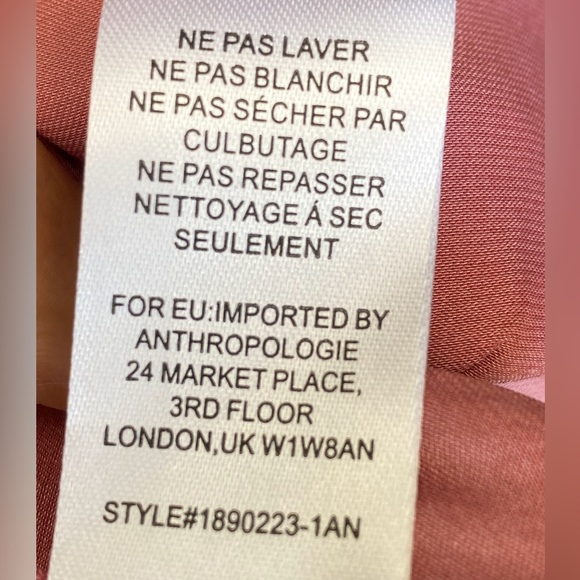 NE PAS LAVER
NE PAS BLANCHIR
NE PAS SÉCHER PAR
CULBUTAGE
NE PAS REPASSER
NETTOYAGE Á SEC
SEULEMENT
FOR EU:IMPORTED BY
ANTHROPOLOGIE
24 MARKET PLACE,
3RD FLOOR
LONDON,UK W1W8AN
STYLE#1890223-1AN